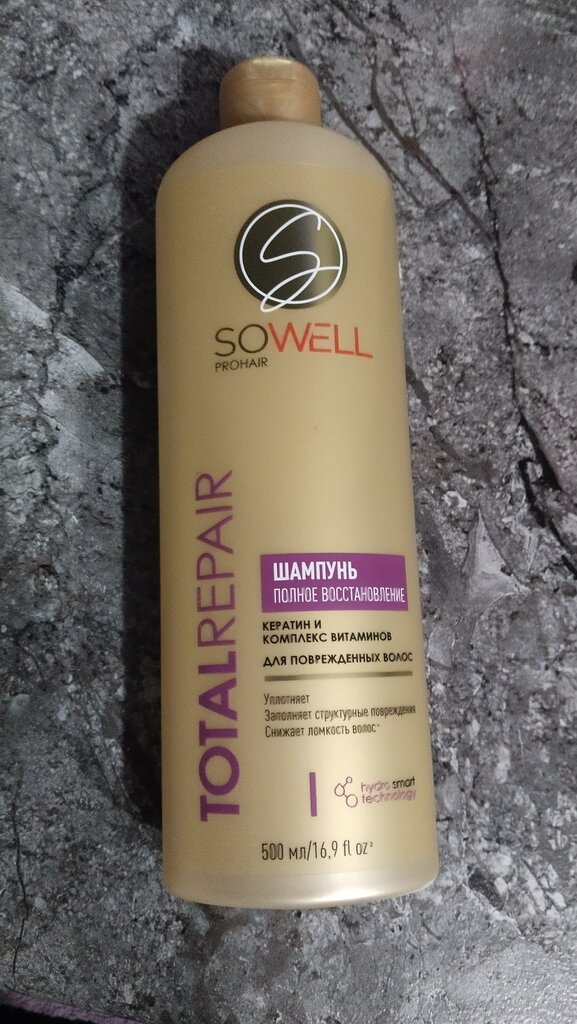 SOWELL
PROHAIR
TOTALREPAIR
ШАМПУНЬ
ПОЛНОЕ ВОССТАНОВЛЕНИЕ
КЕРАТИН И
КОМПЛЕКС ВИТАМИНОВ
ДЛЯ ПОВРЕЖДЕННЫХ ВОЛОС
Уплотняет
Заполняет структурные повреждения
Снижает ломкость волос
hydro smart
technology
500 мл/16,9 fl oz